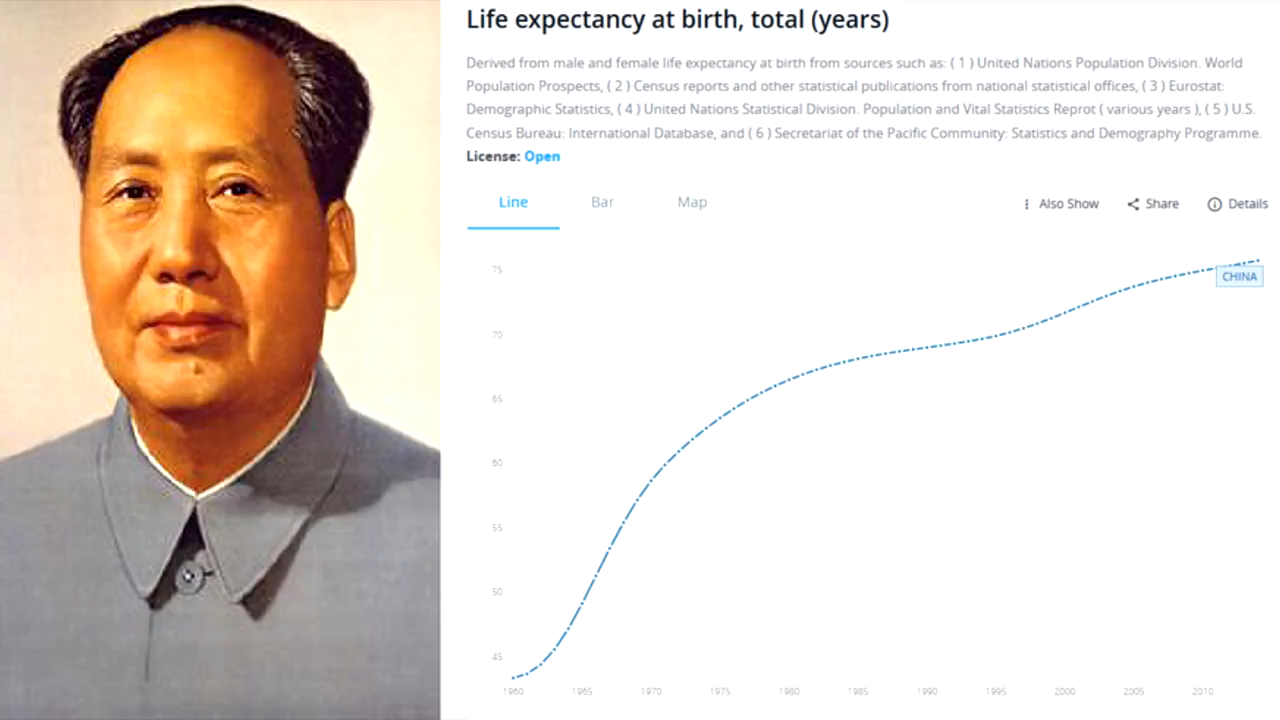 Life expectancy at birth, total (years)
Derived from male and female life expectancy at birth from sources such as: ( 1 ) United Nations Population Division. World
Population Prospects, ( 2 ) Census reports and other statistical publications from national statistical offices, ( 3 ) Eurostat:
Demographic Statistics, ( 4 ) United Nations Statistical Division. Population and Vital Statistics Reprot ( various years ), ( 5 ) U.S.
Census Bureau: International Database, and ( 6 ) Secretariat of the Pacific Community: Statistics and Demography Programme.
License: Open
Line Bar Map Also Show Share Details
75
CHINA
70
65
60
55
50
45
1960 1965 1970 1975 1980 1985 1990 1995 2000 2005 2010